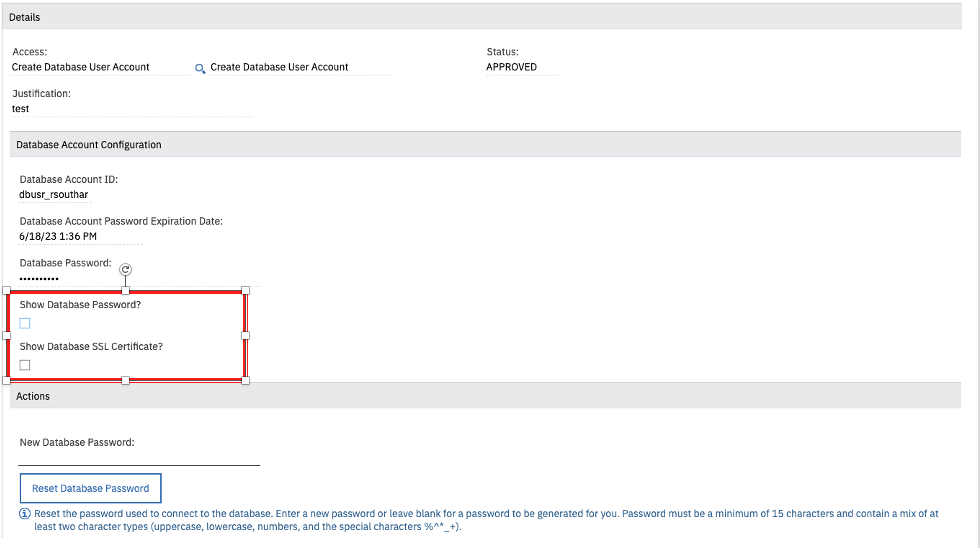 Details
Access:
Status:
Create Database User Account
Create Database User Account
APPROVED
Justification:
test
Database Account Configuration
Database Account ID:
dbusr_rsouthar
Database Account Password Expiration Date:
6/18/23 1:36 PM
Database Password:
••••••••••
Show Database Password?
Show Database SSL Certificate?
Actions
New Database Password:
Reset Database Password
Reset the password used to connect to the database. Enter a new password or leave blank for a password to be generated for you. Password must be a minimum of 15 characters and contain a mix of at
least two character types (uppercase, lowercase, numbers, and the special characters %^*_+).